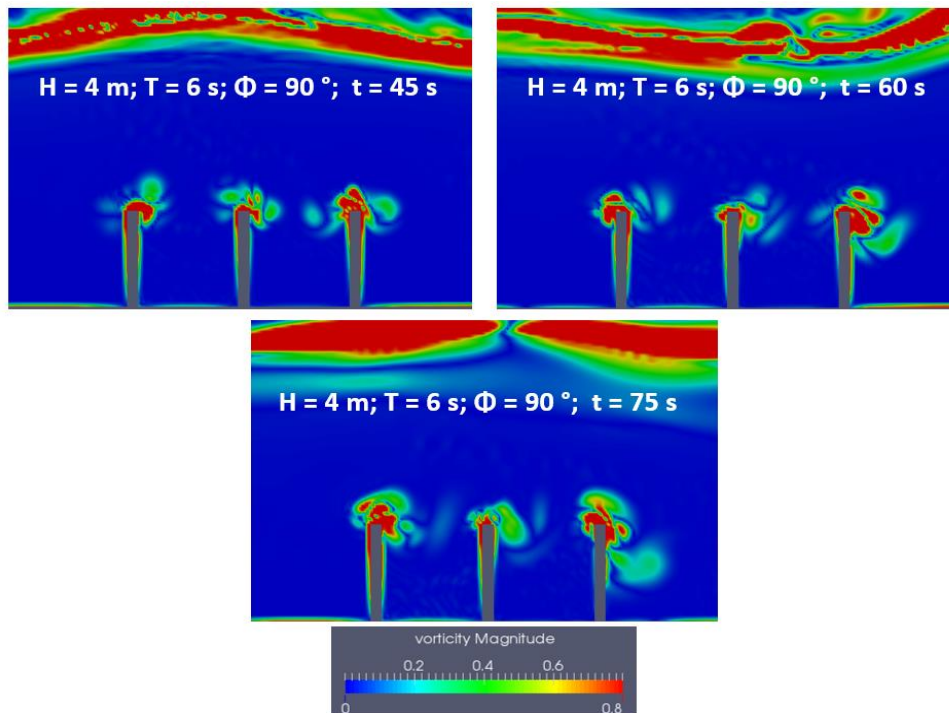 H = 4 m; T = 6 s; Φ = 90 °; t = 45 s
H = 4 m; T = 6 s; Φ = 90°; t = 60 s
H = 4 m; T = 6 s; Φ = 90 °; t = 75 s
vorticity Magnitude
0.2 0.4 0.6
0 0.8